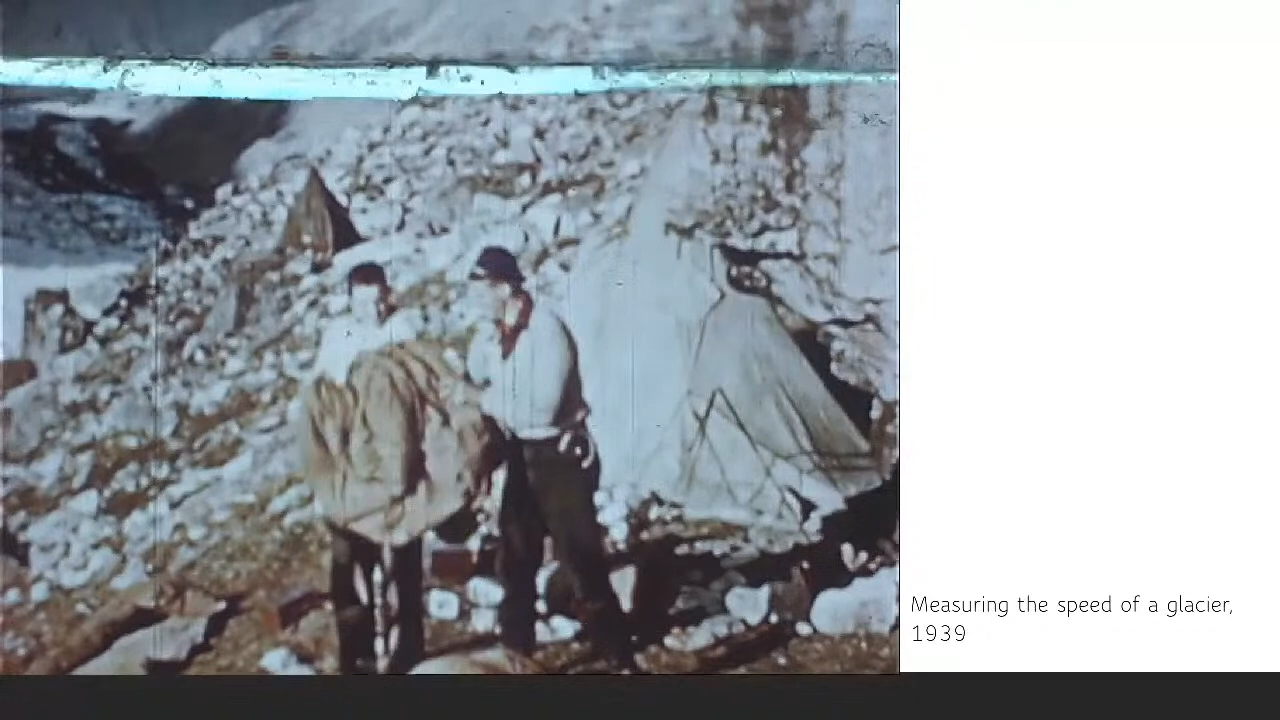 Measuring the speed of a glacier,
1939